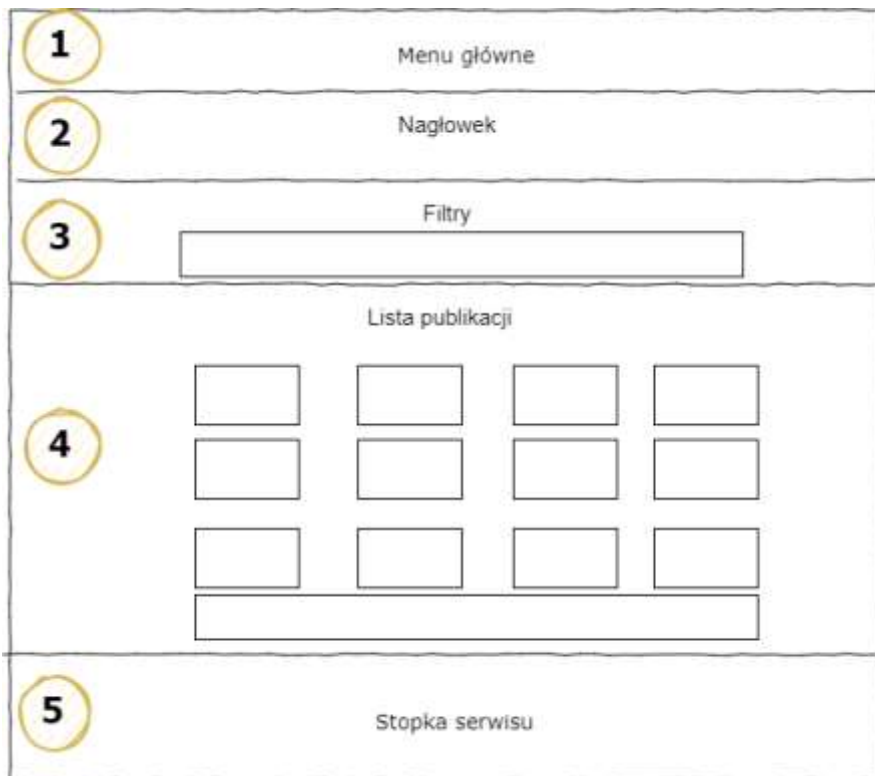 1
Menu główne
2
Nagłowek
3
Filtry
Lista publikacji
4
5
Stopka serwisu